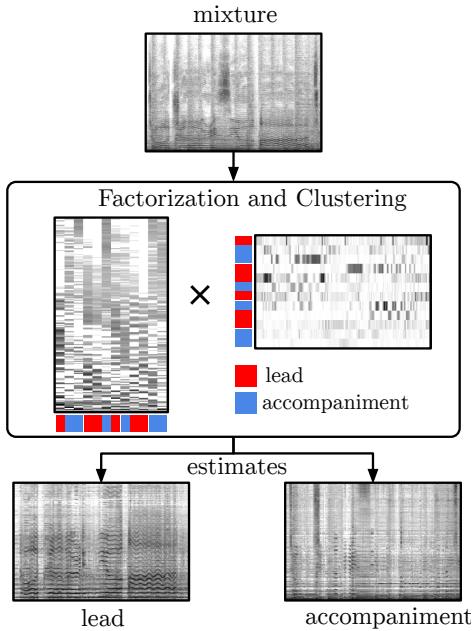 mixture
Factorization and Clustering
×
lead
accompaniment
estimates
lead
accompaniment